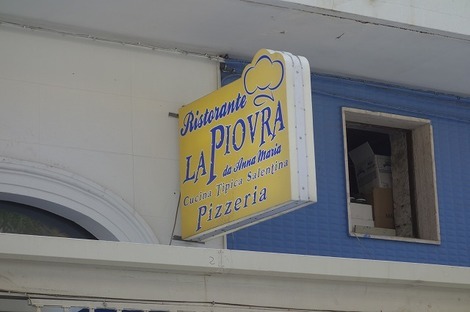 Ristorante
LA PIOVRA
da Anna Maria
Cucina Tipica Salentina
Pizzeria